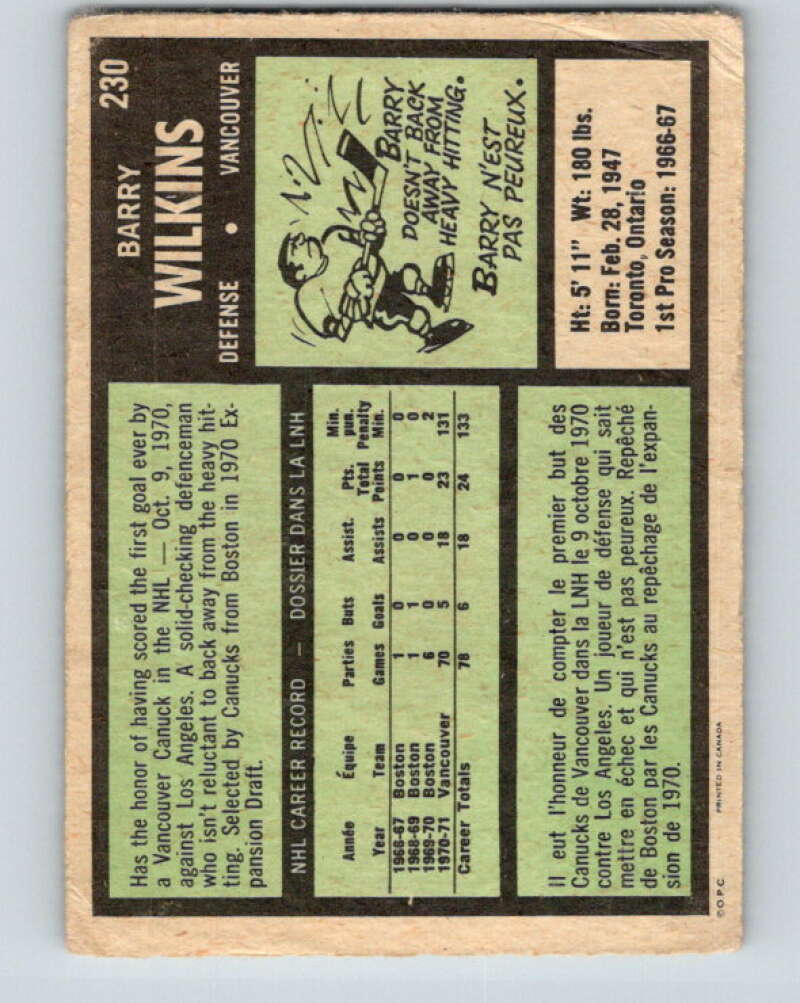 230
BARRY
WILKINS
DEFENSE • VANCOUVER
Has the honor of having scored the first goal ever by
a Vancouver Canuck in the NHL — Oct. 9, 1970,
against Los Angeles. A solid-checking defenceman
who isn't reluctant to back away from the heavy hit-
ting. Selected by Canucks from Boston in 1970 Ex-
pansion Draft.
BARRY
DOESN'T BACK
AWAY FROM
HEAVY HITTING.
BARRY N'EST
PAS PEUREUX.
NHL CAREER RECORD — DOSSIER DANS LA LNH
Année Équipe Parties Buts Assist. Pts. Total Min. pun.
Year Team Games Goals Assists Points Penalty Min.
1966-67 Boston 1 0 0 0 0
1968-69 Boston 1 1 0 1 0
1969-70 Boston 6 0 0 0 2
1970-71 Vancouver 70 5 18 23 131
Career Totals 78 6 18 24 133
Ht: 5' 11" Wt: 180 lbs.
Born: Feb. 28, 1947
Toronto, Ontario
1st Pro Season: 1966-67
Il eut l'honneur de compter le premier but des
Canucks de Vancouver dans la LNH le 9 octobre 1970
contre Los Angeles. Un joueur de défense qui sait
mettre en échec et qui n'est pas peureux. Repêché
de Boston par les Canucks au repêchage de l'expan-
sion de 1970.
©O.P.C. PRINTED IN CANADA